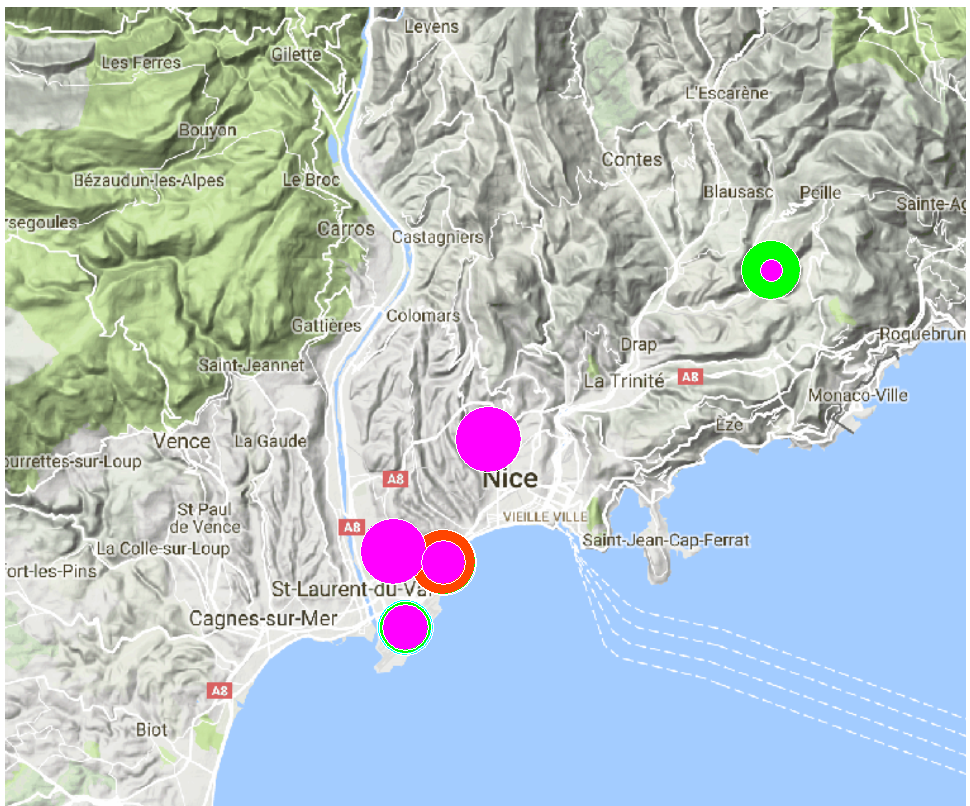 Levens
Gilette
Les Ferres
L'Escarène
Bouyon
Contes
Bézaudun-les-Alpes
Le Broc
Blausasc
Peille
Sainte-Ag
rsegoules
Carros
Castagniers
Colomars
Gattières
Roquebrun
Drap
Saint-Jeannet
La Trinité
A8
Monaco-Ville
Èze
Vence
La Gaude
ourrettes-sur-Loup
A8
Nice
St Paul
de Vence
A8
VIEILLE VILLE
La Colle-sur-Loup
Saint-Jean-Cap-Ferrat
fort-les-Pins
St-Laurent-du-Va
Cagnes-sur-Mer
A8
Biot